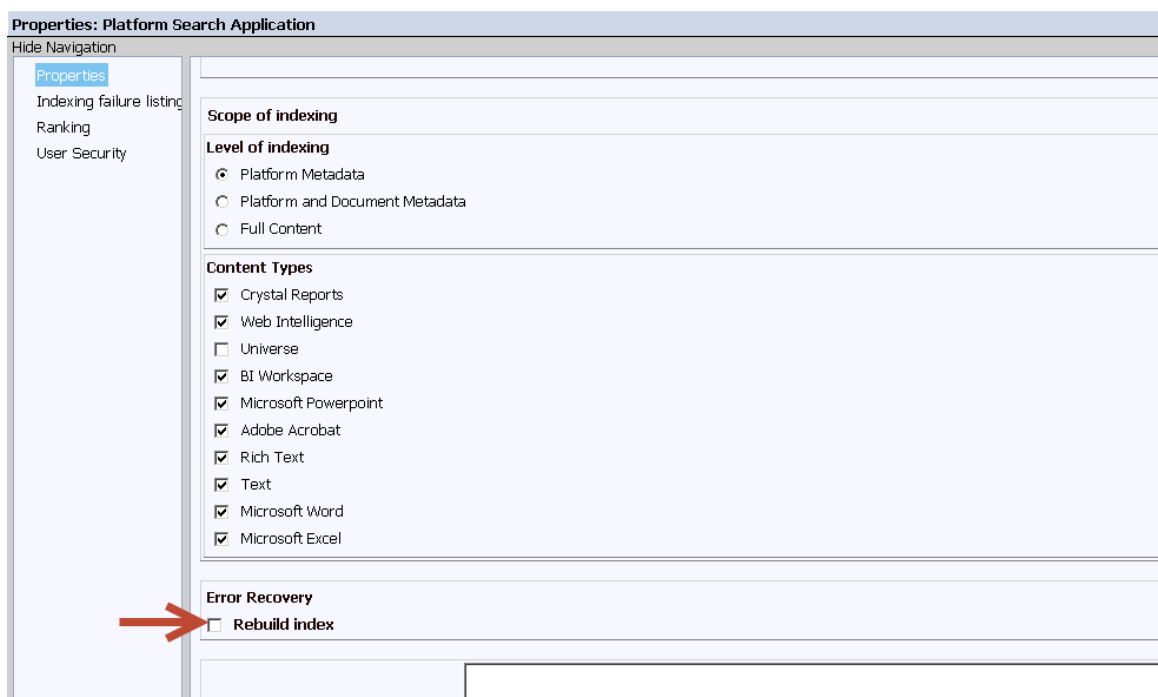 Properties: Platform Search Application
Hide Navigation
Properties
Indexing failure listing
Ranking
User Security
Scope of indexing
Level of indexing
Platform Metadata
Platform and Document Metadata
Full Content
Content Types
Crystal Reports
Web Intelligence
Universe
BI Workspace
Microsoft Powerpoint
Adobe Acrobat
Rich Text
Text
Microsoft Word
Microsoft Excel
Error Recovery
Rebuild index